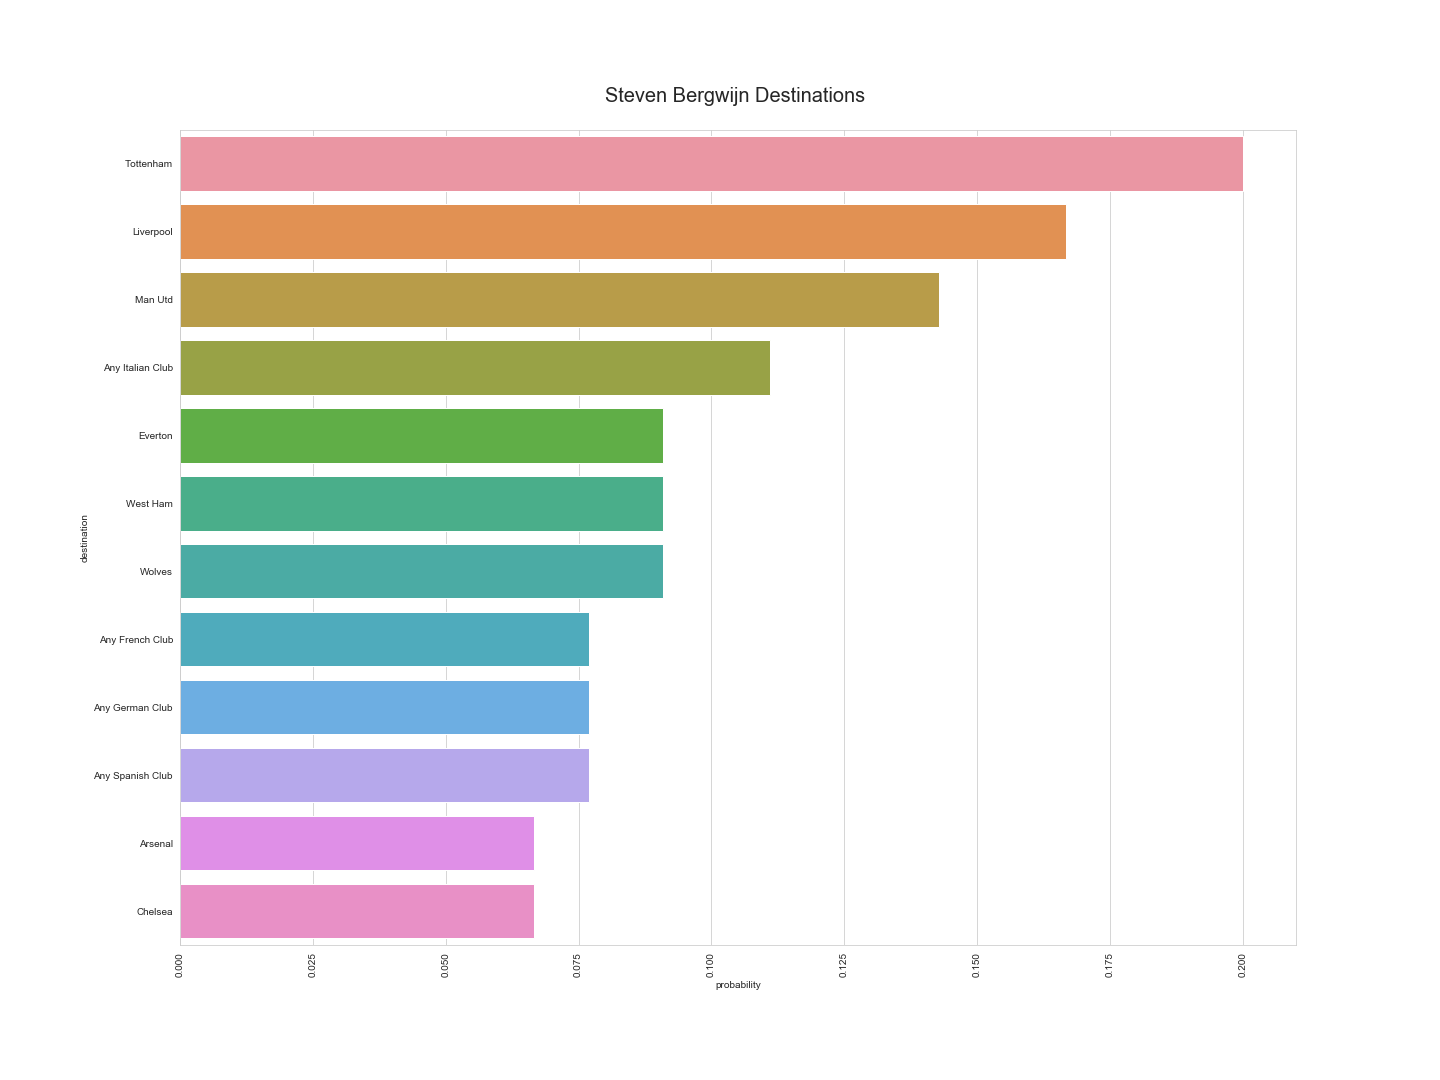 Steven Bergwijn Destinations
Tottenham
Liverpool
Man Utd
Any Italian Club
Everton
West Ham
Wolves
Any French Club
Any German Club
Any Spanish Club
Arsenal
Chelsea
destination
0.000 0.025 0.050 0.075 0.100 0.125 0.150 0.175 0.200
probability